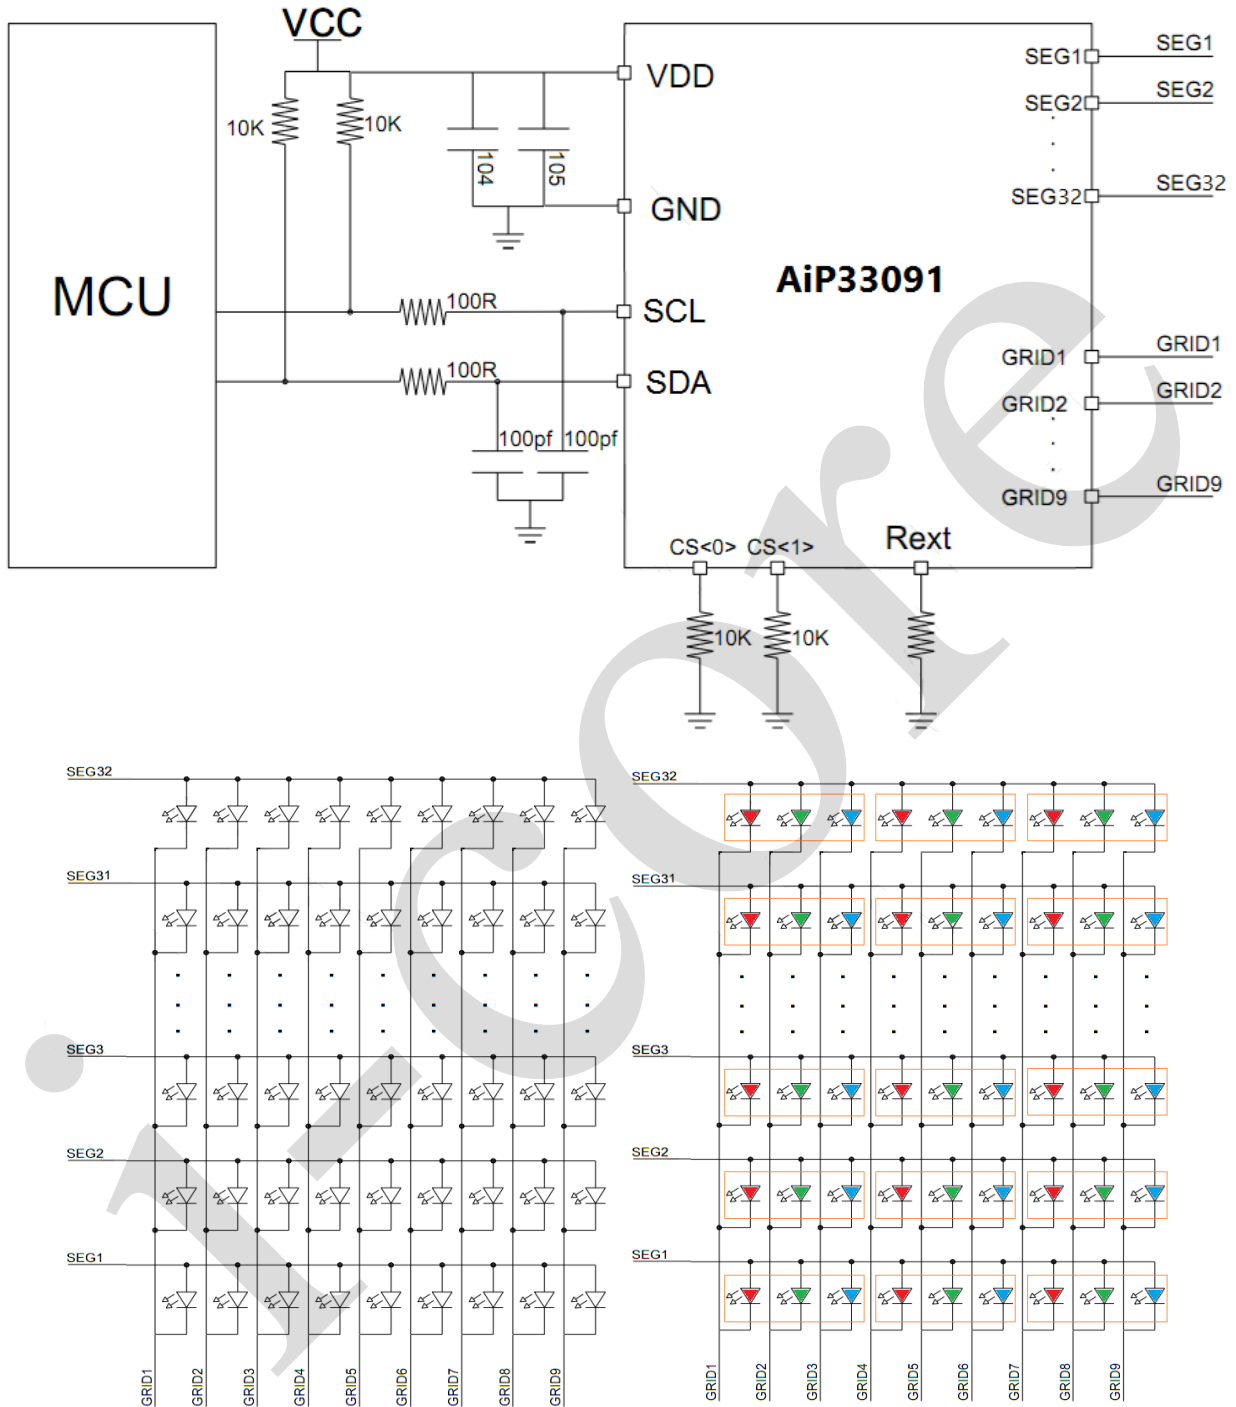 VCC
SEG1 SEG1
VDD
SEG2 SEG2
10K 10K
104 105
SEG32 SEG32
GND
MCU
AiP33091
100R SCL
GRID1 GRID1
100R SDA
GRID2 GRID2
100pf 100pf
GRID9 GRID9
CS<0> CS<1> Rext
10K 10K
SEG32
SEG31
SEG3
SEG2
SEG1
GRID1 GRID2 GRID3 GRID4 GRID5 GRID6 GRID7 GRID8 GRID9
SEG32
SEG31
SEG3
SEG2
SEG1
GRID1 GRID2 GRID3 GRID4 GRID5 GRID6 GRID7 GRID8 GRID9
i-core